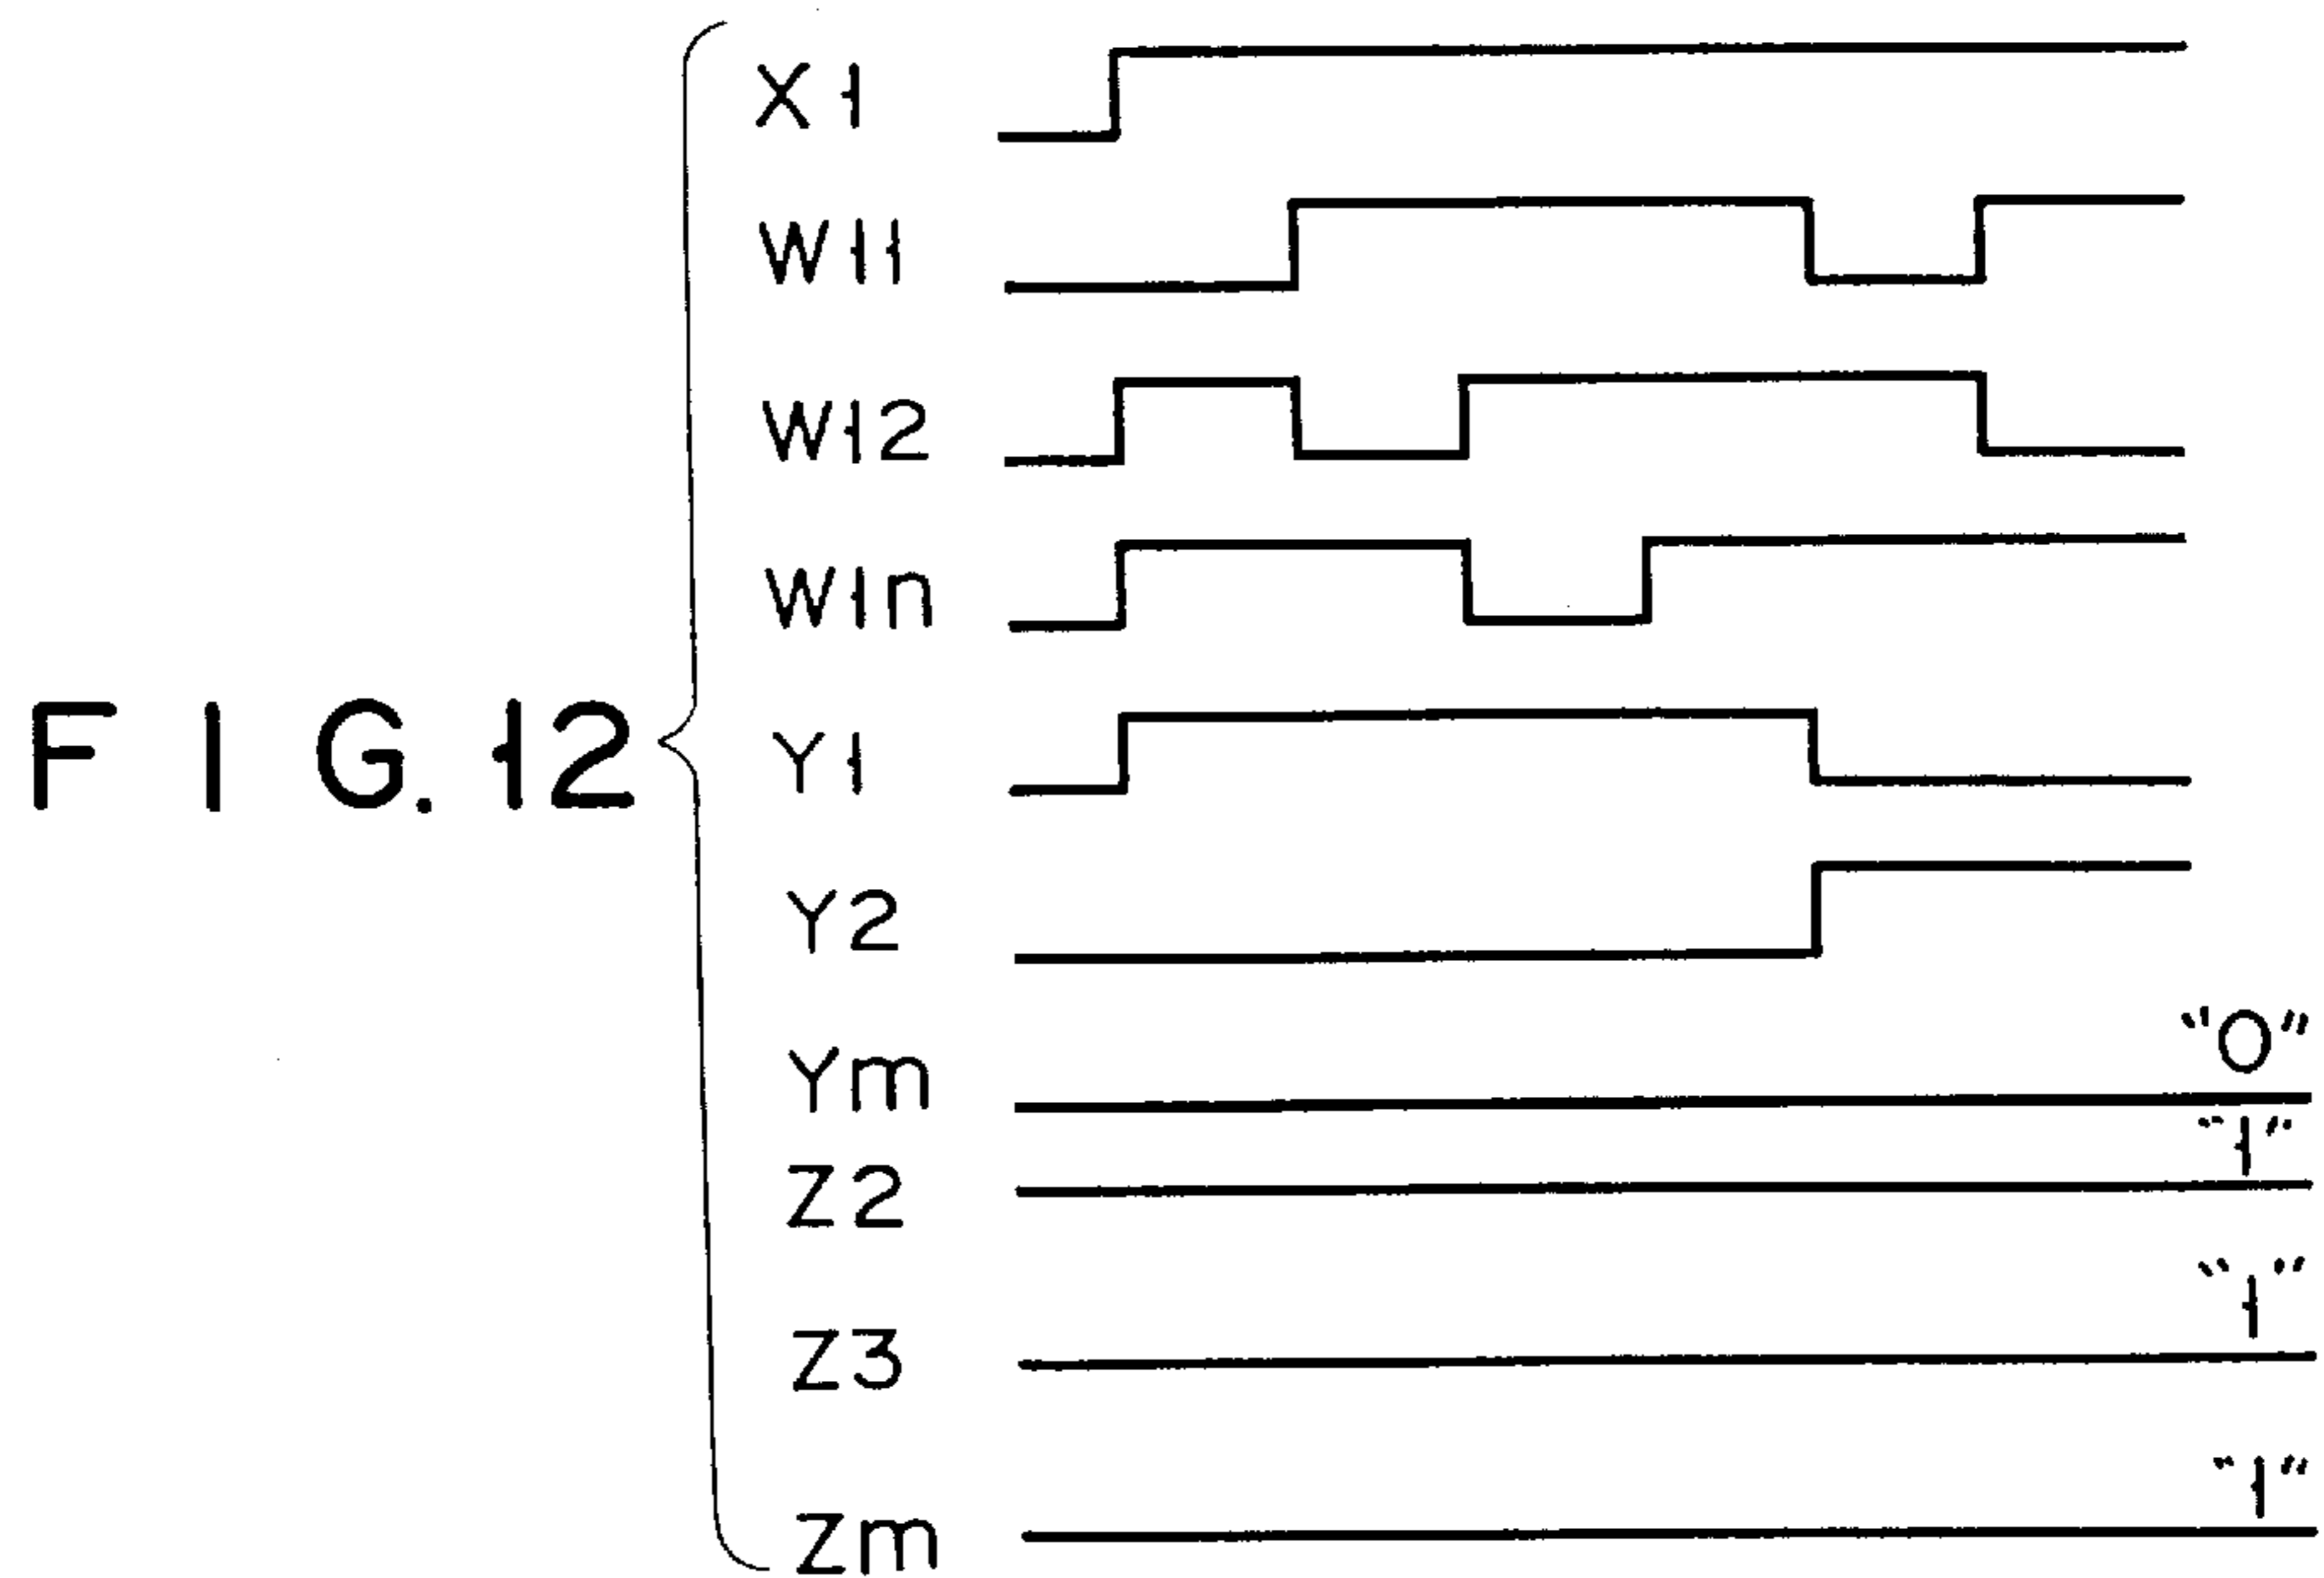 X1
W11
W12
W1n
FIG.12
Y1
Y2
Ym "0"
Z2 "1"
Z3 "1"
Zm "1"